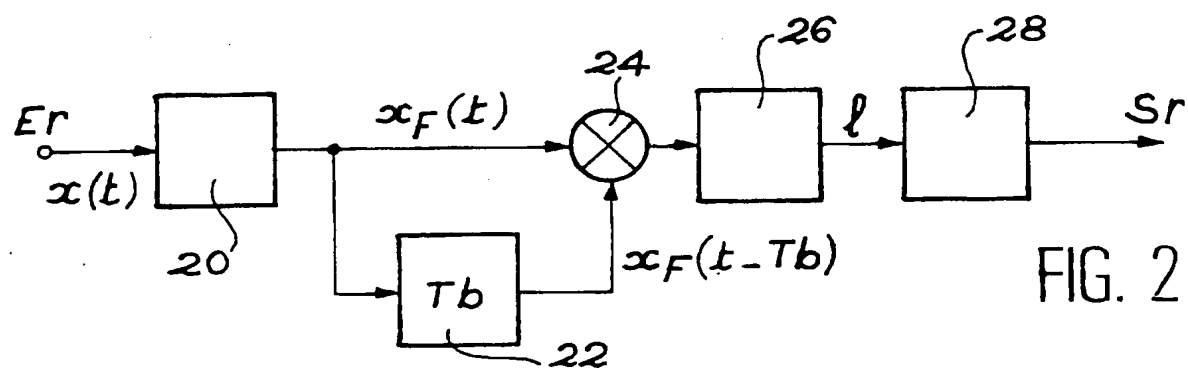 26
28
24
Er
x_F(t)
l
Sr
x(t)
20
x_F(t-Tb)
Tb
22
FIG. 2